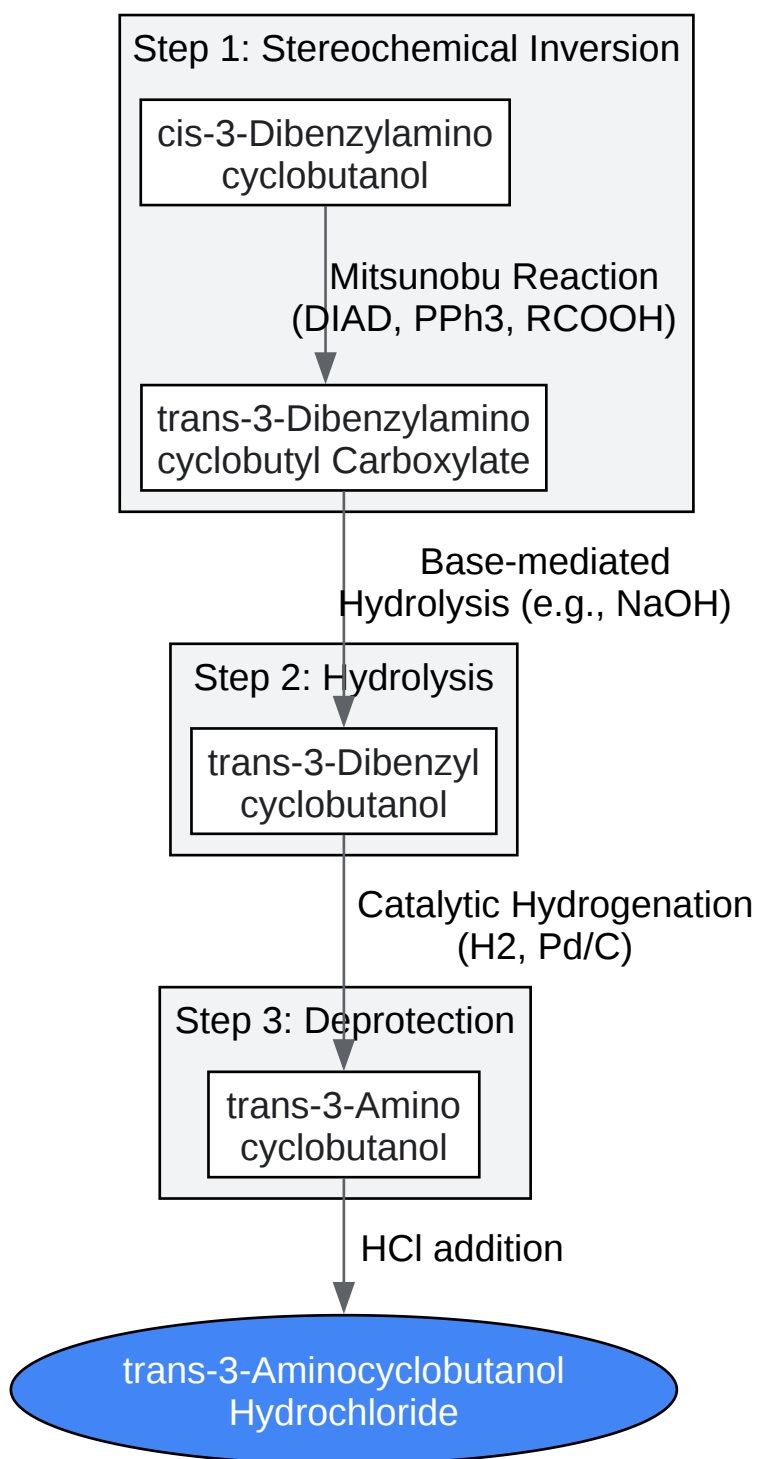 Step 1: Stereochemical Inversion
cis-3-Dibenzylamino
cyclobutanol
Mitsunobu Reaction
(DIAD, PPh3, RCOOH)
trans-3-Dibenzylamino
cyclobutyl Carboxylate
Base-mediated
Hydrolysis (e.g., NaOH)
Step 2: Hydrolysis
trans-3-Dibenzyl
cyclobutanol
Catalytic Hydrogenation
(H2, Pd/C)
Step 3: Deprotection
trans-3-Amino
cyclobutanol
HCl addition
trans-3-Aminocyclobutanol
Hydrochloride